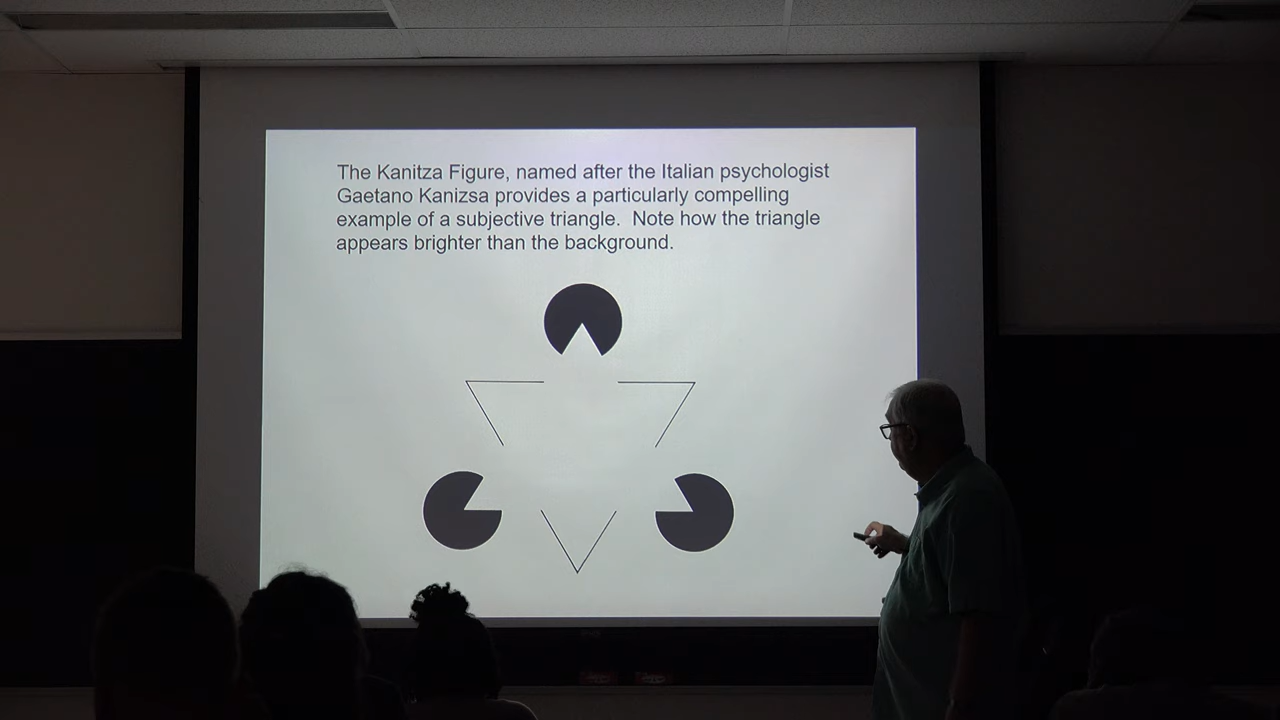 The Kanitza Figure, named after the Italian psychologist
Gaetano Kanizsa provides a particularly compelling
example of a subjective triangle.  Note how the triangle
appears brighter than the background.